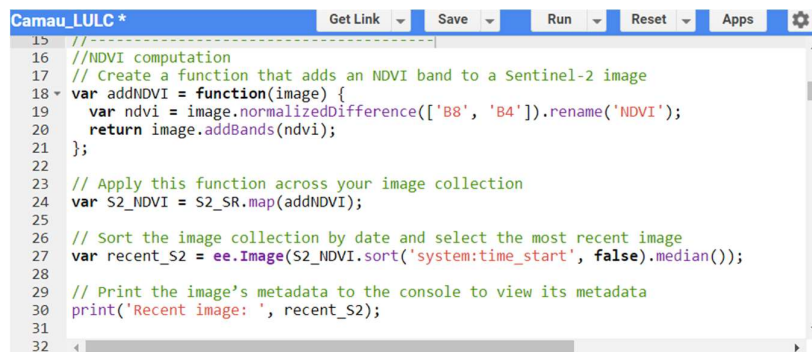 Camau_LULC * Get Link Save Run Reset Apps
15 //----------------------------------------
16 //NDVI computation
17 // Create a function that adds an NDVI band to a Sentinel-2 image
18 var addNDVI = function(image) {
19 var ndvi = image.normalizedDifference(['B8', 'B4']).rename('NDVI');
20 return image.addBands(ndvi);
21 };
22
23 // Apply this function across your image collection
24 var S2_NDVI = S2_SR.map(addNDVI);
25
26 // Sort the image collection by date and select the most recent image
27 var recent_S2 = ee.Image(S2_NDVI.sort('system:time_start', false).median());
28
29 // Print the image’s metadata to the console to view its metadata
30 print('Recent image: ', recent_S2);
31
32